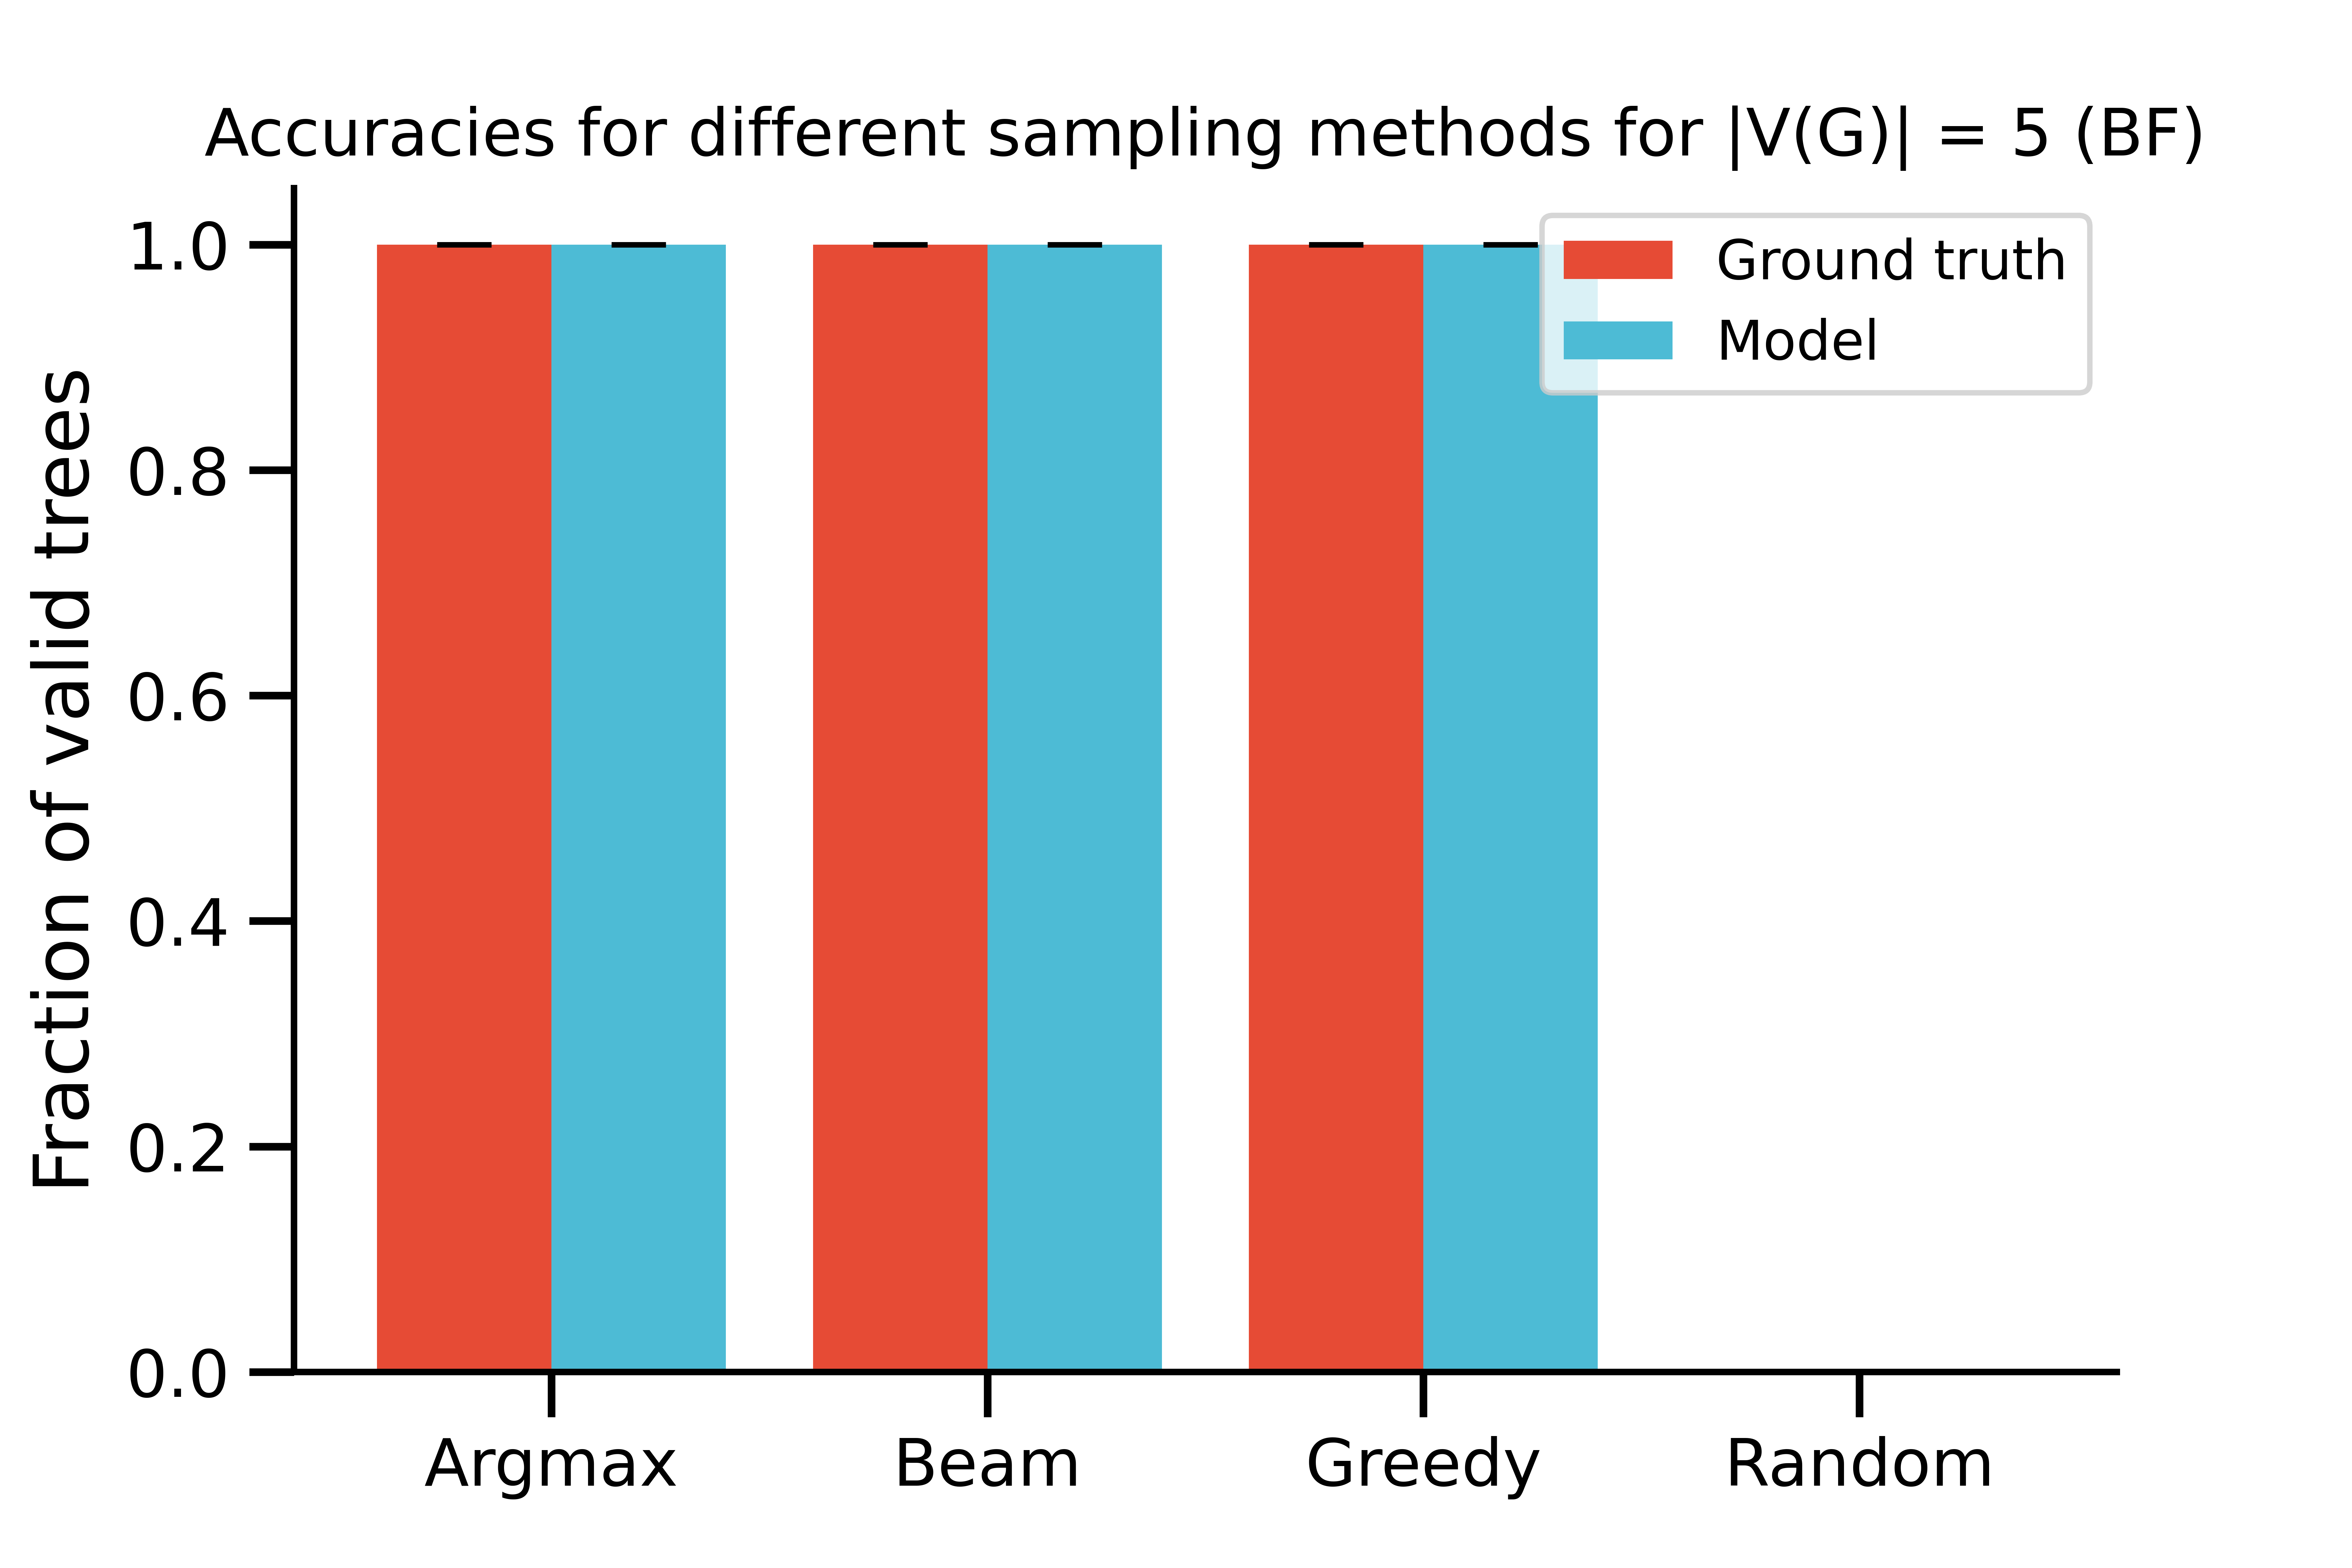 Accuracies for different sampling methods for |V(G)| = 5 (BF)
Fraction of valid trees
1.0
0.8
0.6
0.4
0.2
0.0
Ground truth
Model
Argmax
Beam
Greedy
Random